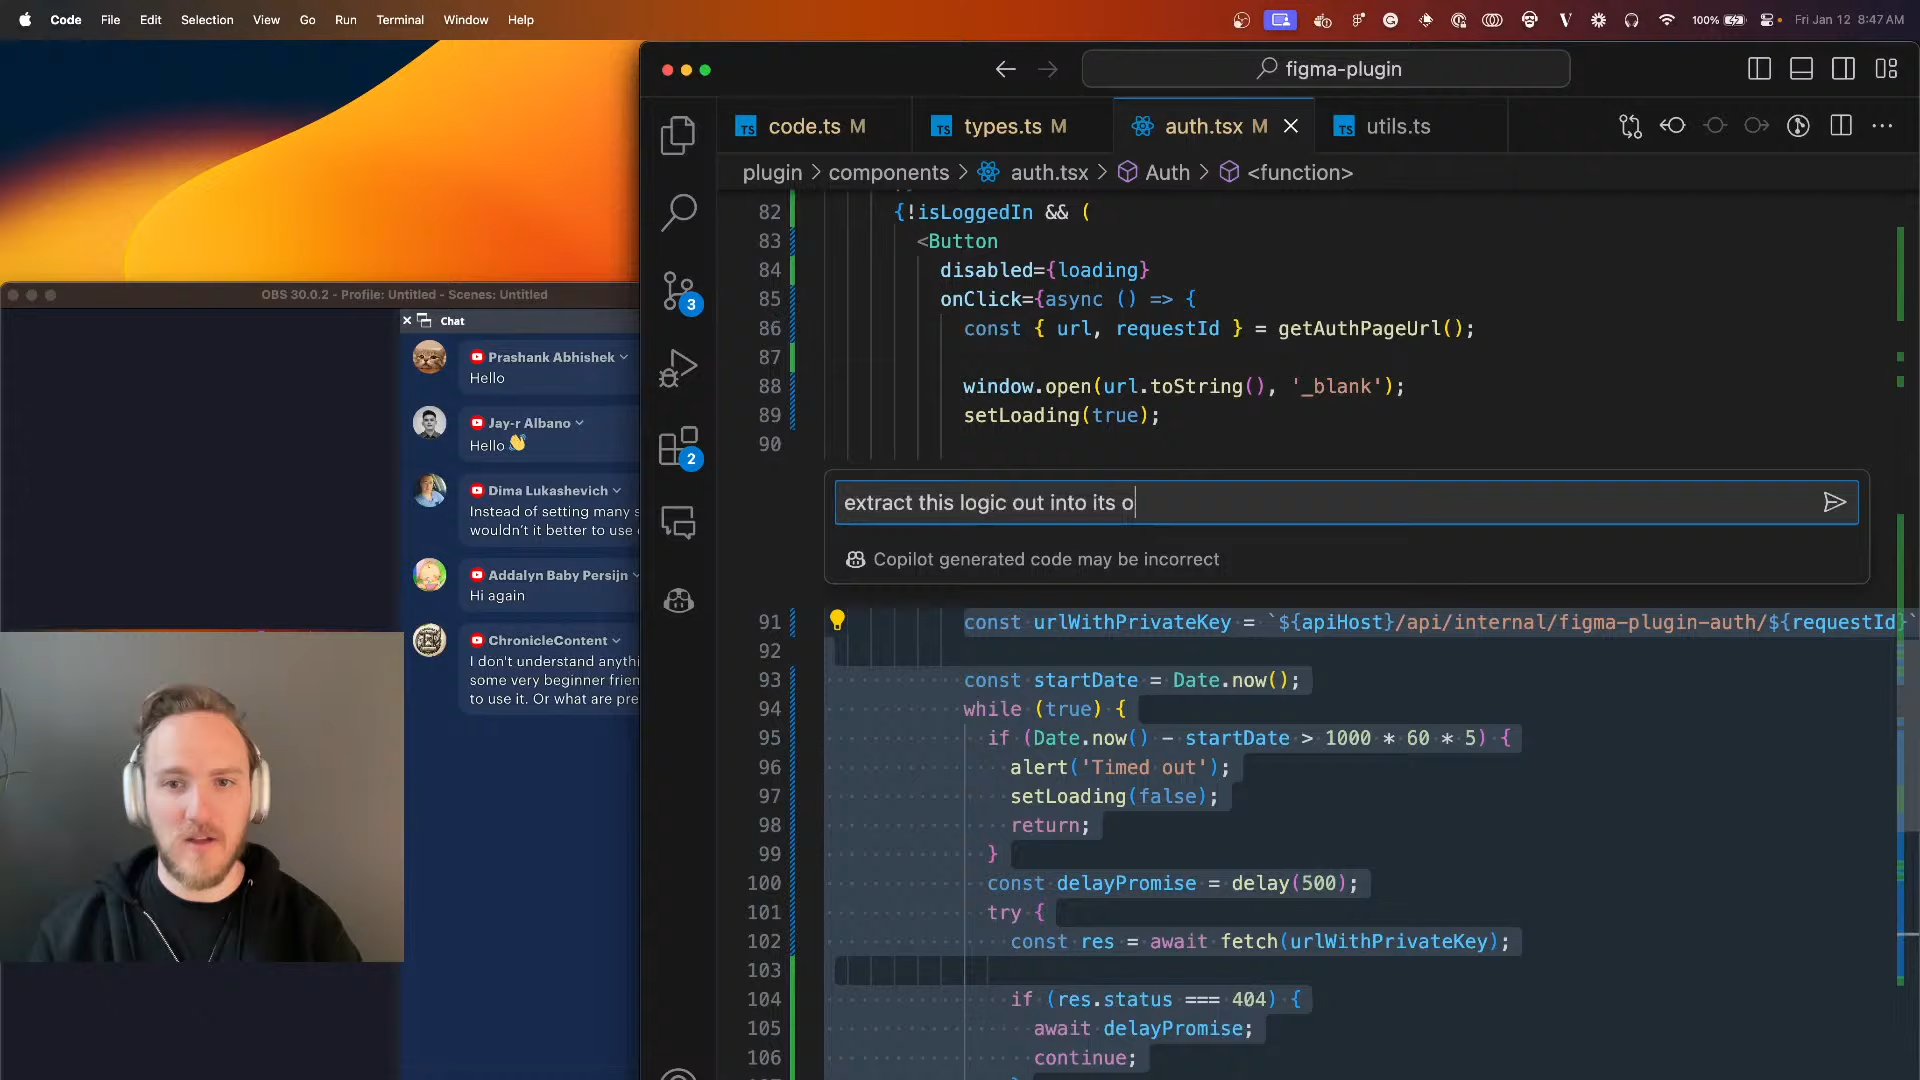 Code File Edit Selection View Go Run Terminal Window Help
100% Fri Jan 12 8:47AM
figma-plugin
code.ts M types.ts M auth.tsx M utils.ts
plugin > components > auth.tsx > Auth > <function>
OBS 30.0.2 - Profile: Untitled - Scenes: Untitled
Chat
Prashank Abhishek
Hello
Jay-r Albano
Hello 👋
Dima Lukashevich
Instead of setting many
wouldn't it better to use
Addalyn Baby Persijn
Hi again
ChronicleContent
I don't understand
some very beginner
to use it. Or what are
3
2
82 {!isLoggedIn && (
83 <Button
84 disabled={loading}
85 onClick={async () => {
86 const { url, requestId } = getAuthPageUrl();
87
88 window.open(url.toString(), '_blank');
89 setLoading(true);
90
extract this logic out into its o
Copilot generated code may be incorrect
91 const urlWithPrivateKey = `${apiHost}/api/internal/figma-plugin-auth/${requestId}`
92
93 const startDate = Date.now();
94 while (true) {
95 if (Date.now() - startDate > 1000 * 60 * 5) {
96 alert('Timed out');
97 setLoading(false);
98 return;
99 }
100 const delayPromise = delay(500);
101 try {
102 const res = await fetch(urlWithPrivateKey);
103
104 if (res.status === 404) {
105 await delayPromise;
106 continue;